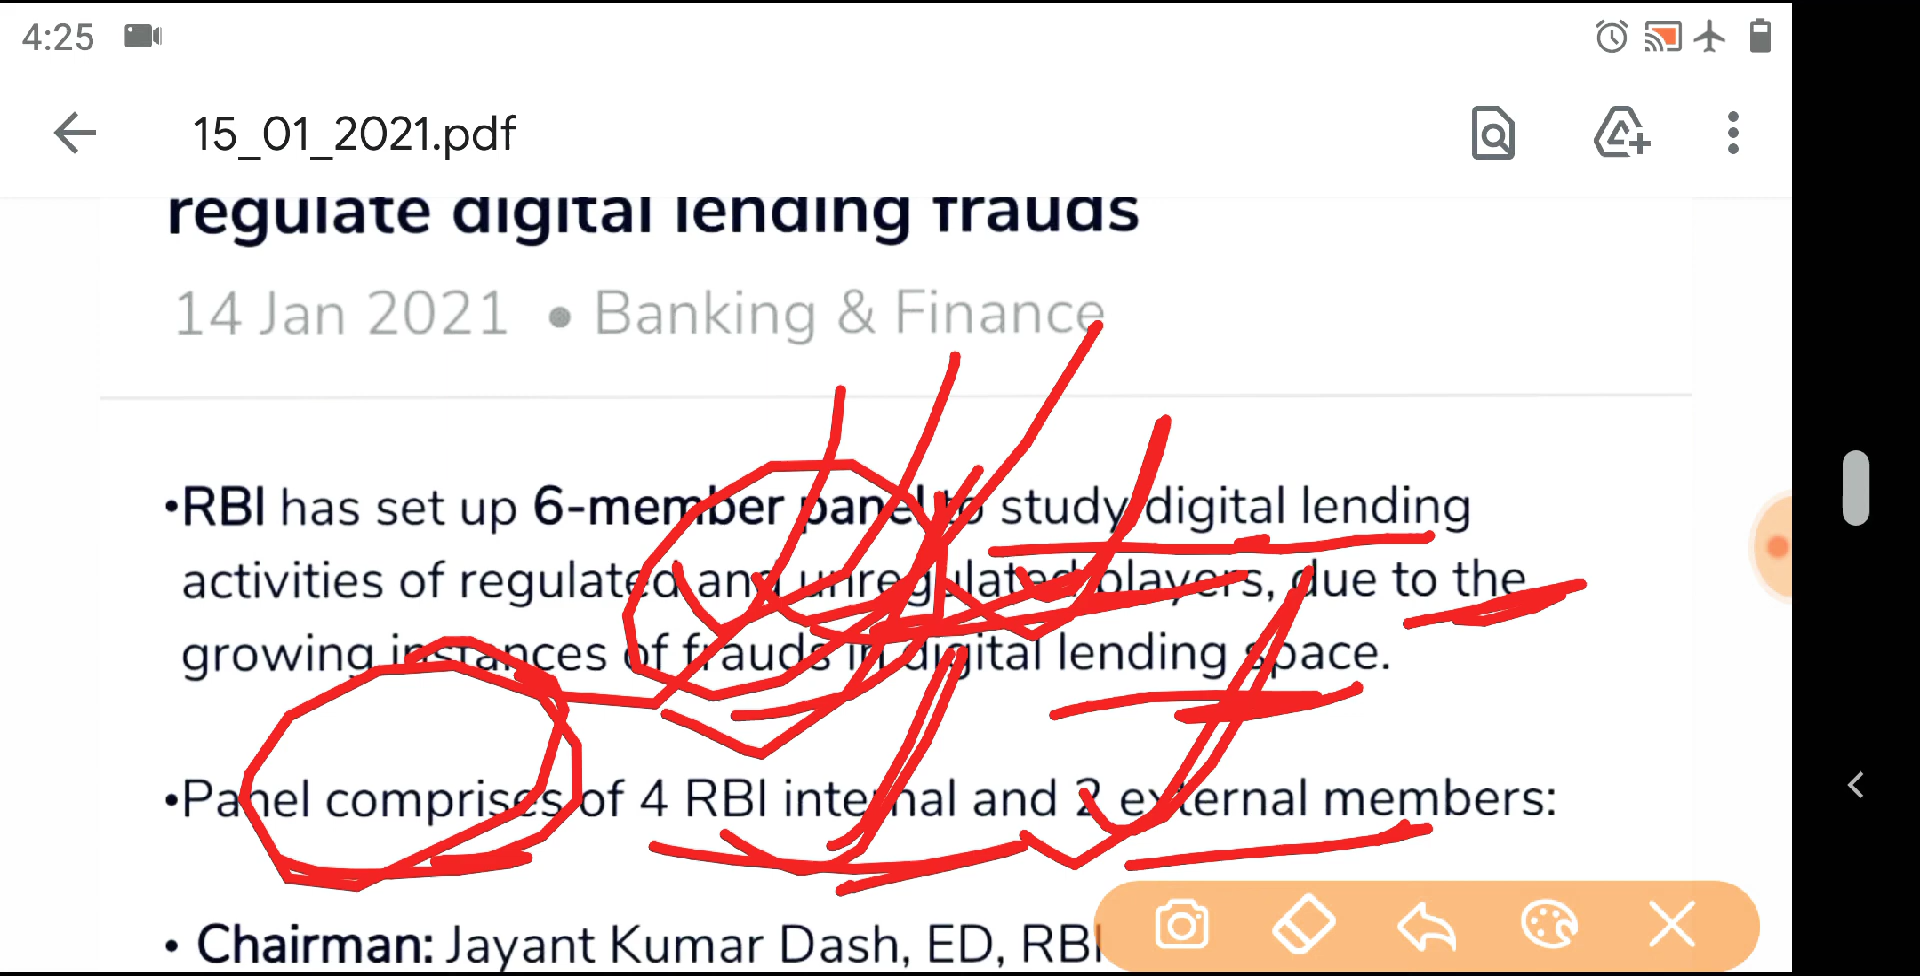 4:25
15_01_2021.pdf
regulate digital lending frauds
14 Jan 2021 • Banking & Finance
•RBI has set up 6-member panel to study digital lending
activities of regulated and unregulated players, due to the
growing instances of frauds in digital lending space.
•Panel comprises of 4 RBI internal and 2 external members:
• Chairman: Jayant Kumar Dash, ED, RBI